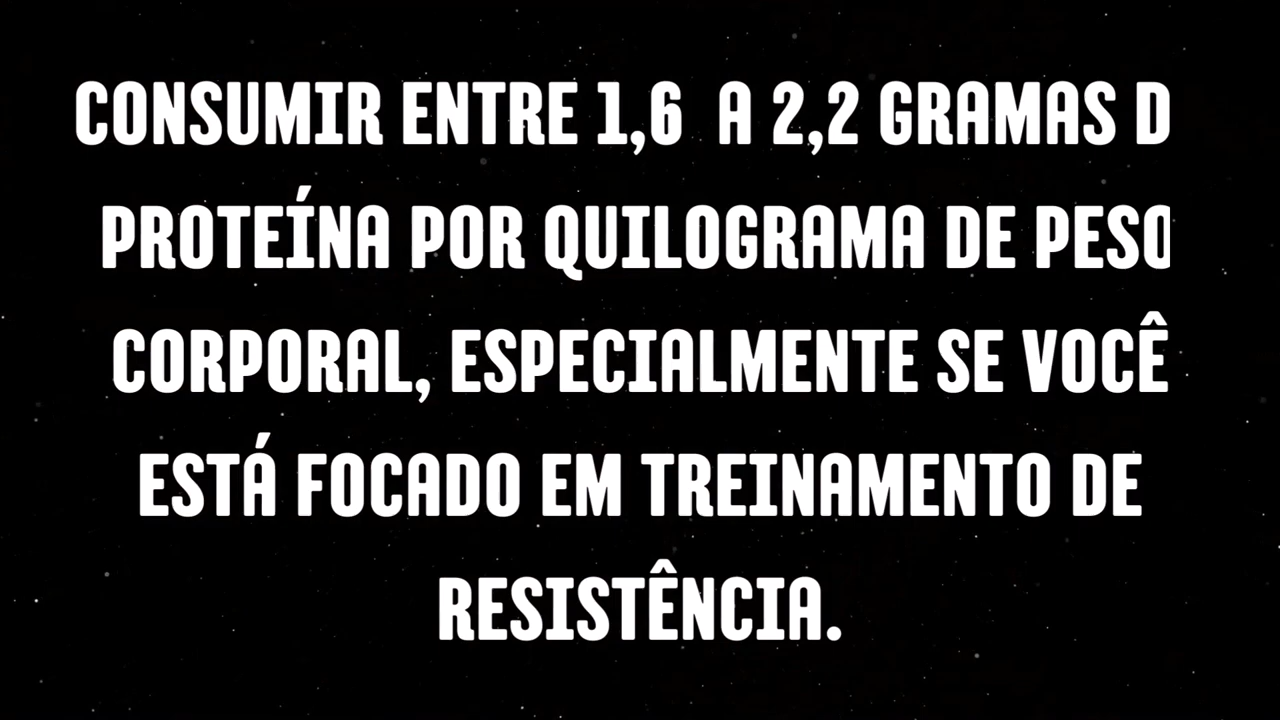 CONSUMIR ENTRE 1,6 A 2,2 GRAMAS D
PROTEÍNA POR QUILOGRAMA DE PESO
CORPORAL, ESPECIALMENTE SE VOCÊ
ESTÁ FOCADO EM TREINAMENTO DE
RESISTÊNCIA.